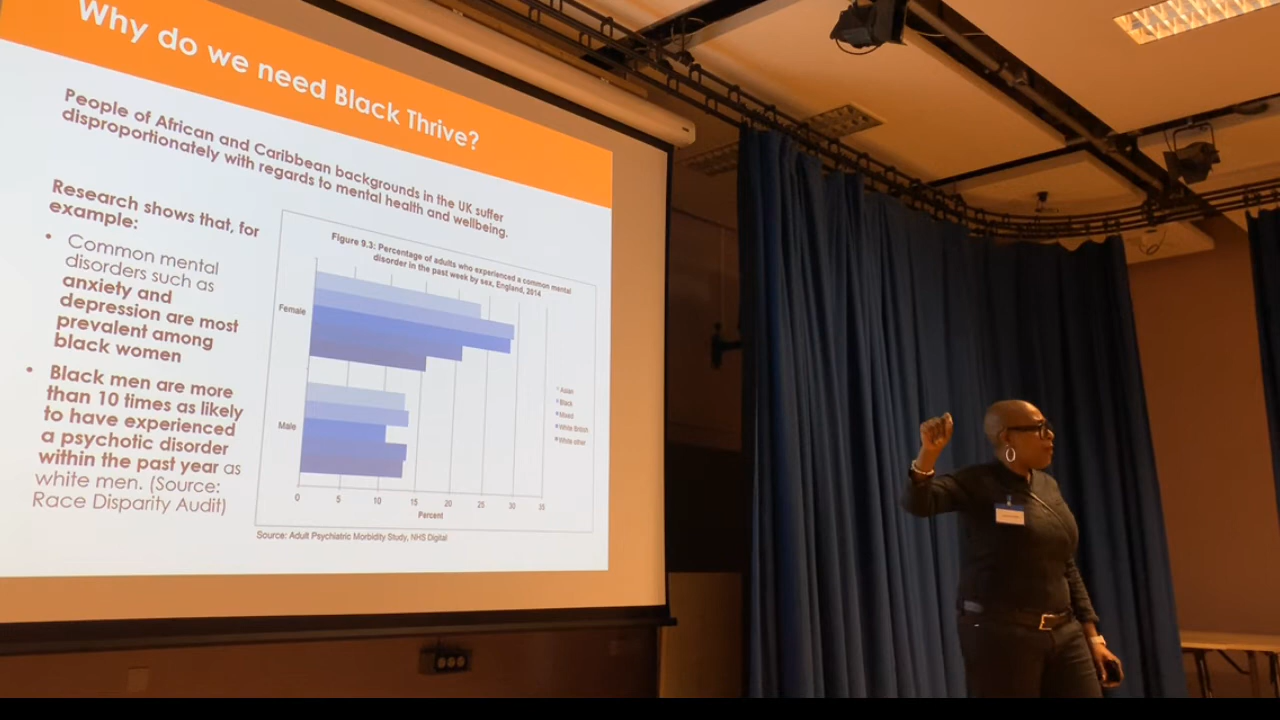 Why do we need Black Thrive?
People of African and Caribbean backgrounds in the UK suffer
disproportionately with regards to mental health and wellbeing.
Research shows that, for
example:
• Common mental
disorders such as
anxiety and
depression are most
prevalent among
black women
• Black men are more
than 10 times as likely
to have experienced
a psychotic disorder
within the past year as
white men. (Source:
Race Disparity Audit)
Figure 9.3: Percentage of adults who experienced a common mental
disorder in the past week by sex, England, 2014
Female
Male
Asian
Black
Mixed
White British
White other
0 5 10 15 20 25 30 35
Percent
Source: Adult Psychiatric Morbidity Study, NHS Digital